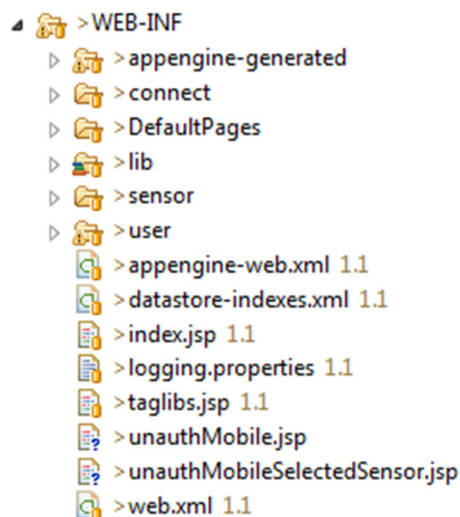 >WEB-INF
>appengine-generated
>connect
>DefaultPages
>lib
>sensor
>user
>appengine-web.xml 1.1
>datastore-indexes.xml 1.1
>index.jsp 1.1
>logging.properties 1.1
>taglibs.jsp 1.1
>unauthMobile.jsp
>unauthMobileSelectedSensor.jsp
>web.xml 1.1